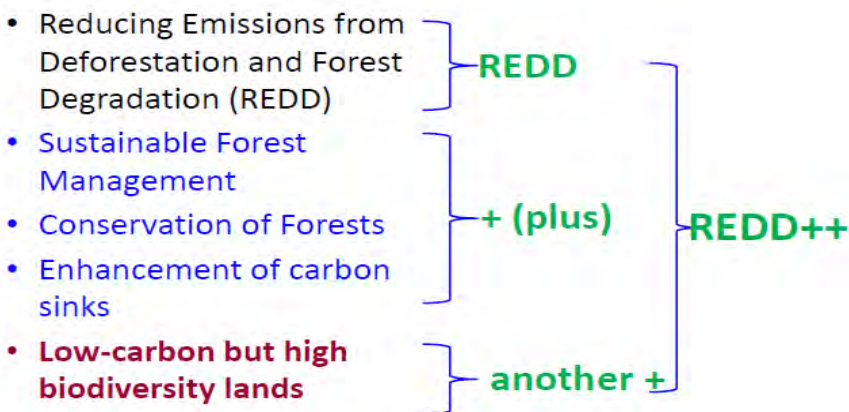 • Reducing Emissions from
Deforestation and Forest
Degradation (REDD)
REDD
• Sustainable Forest
Management
• Conservation of Forests
• Enhancement of carbon
sinks
+ (plus)
• Low-carbon but high
biodiversity lands
another +
REDD++